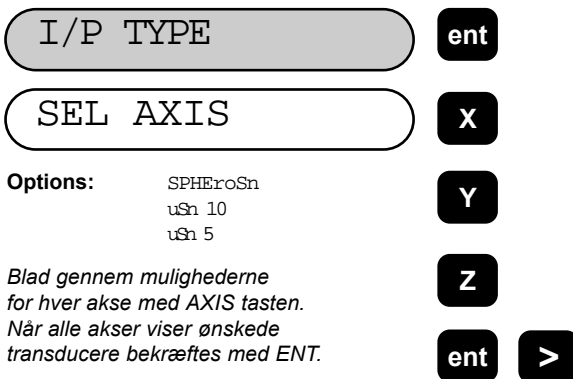 I/P TYPE ent
SEL AXIS X
Options: SPHEroSn Y
uSn 10
uSn 5
Blad gennem mulighederne Z
for hver akse med AXIS tasten.
Når alle akser viser ønskede
transducere bekræftes med ENT. ent >